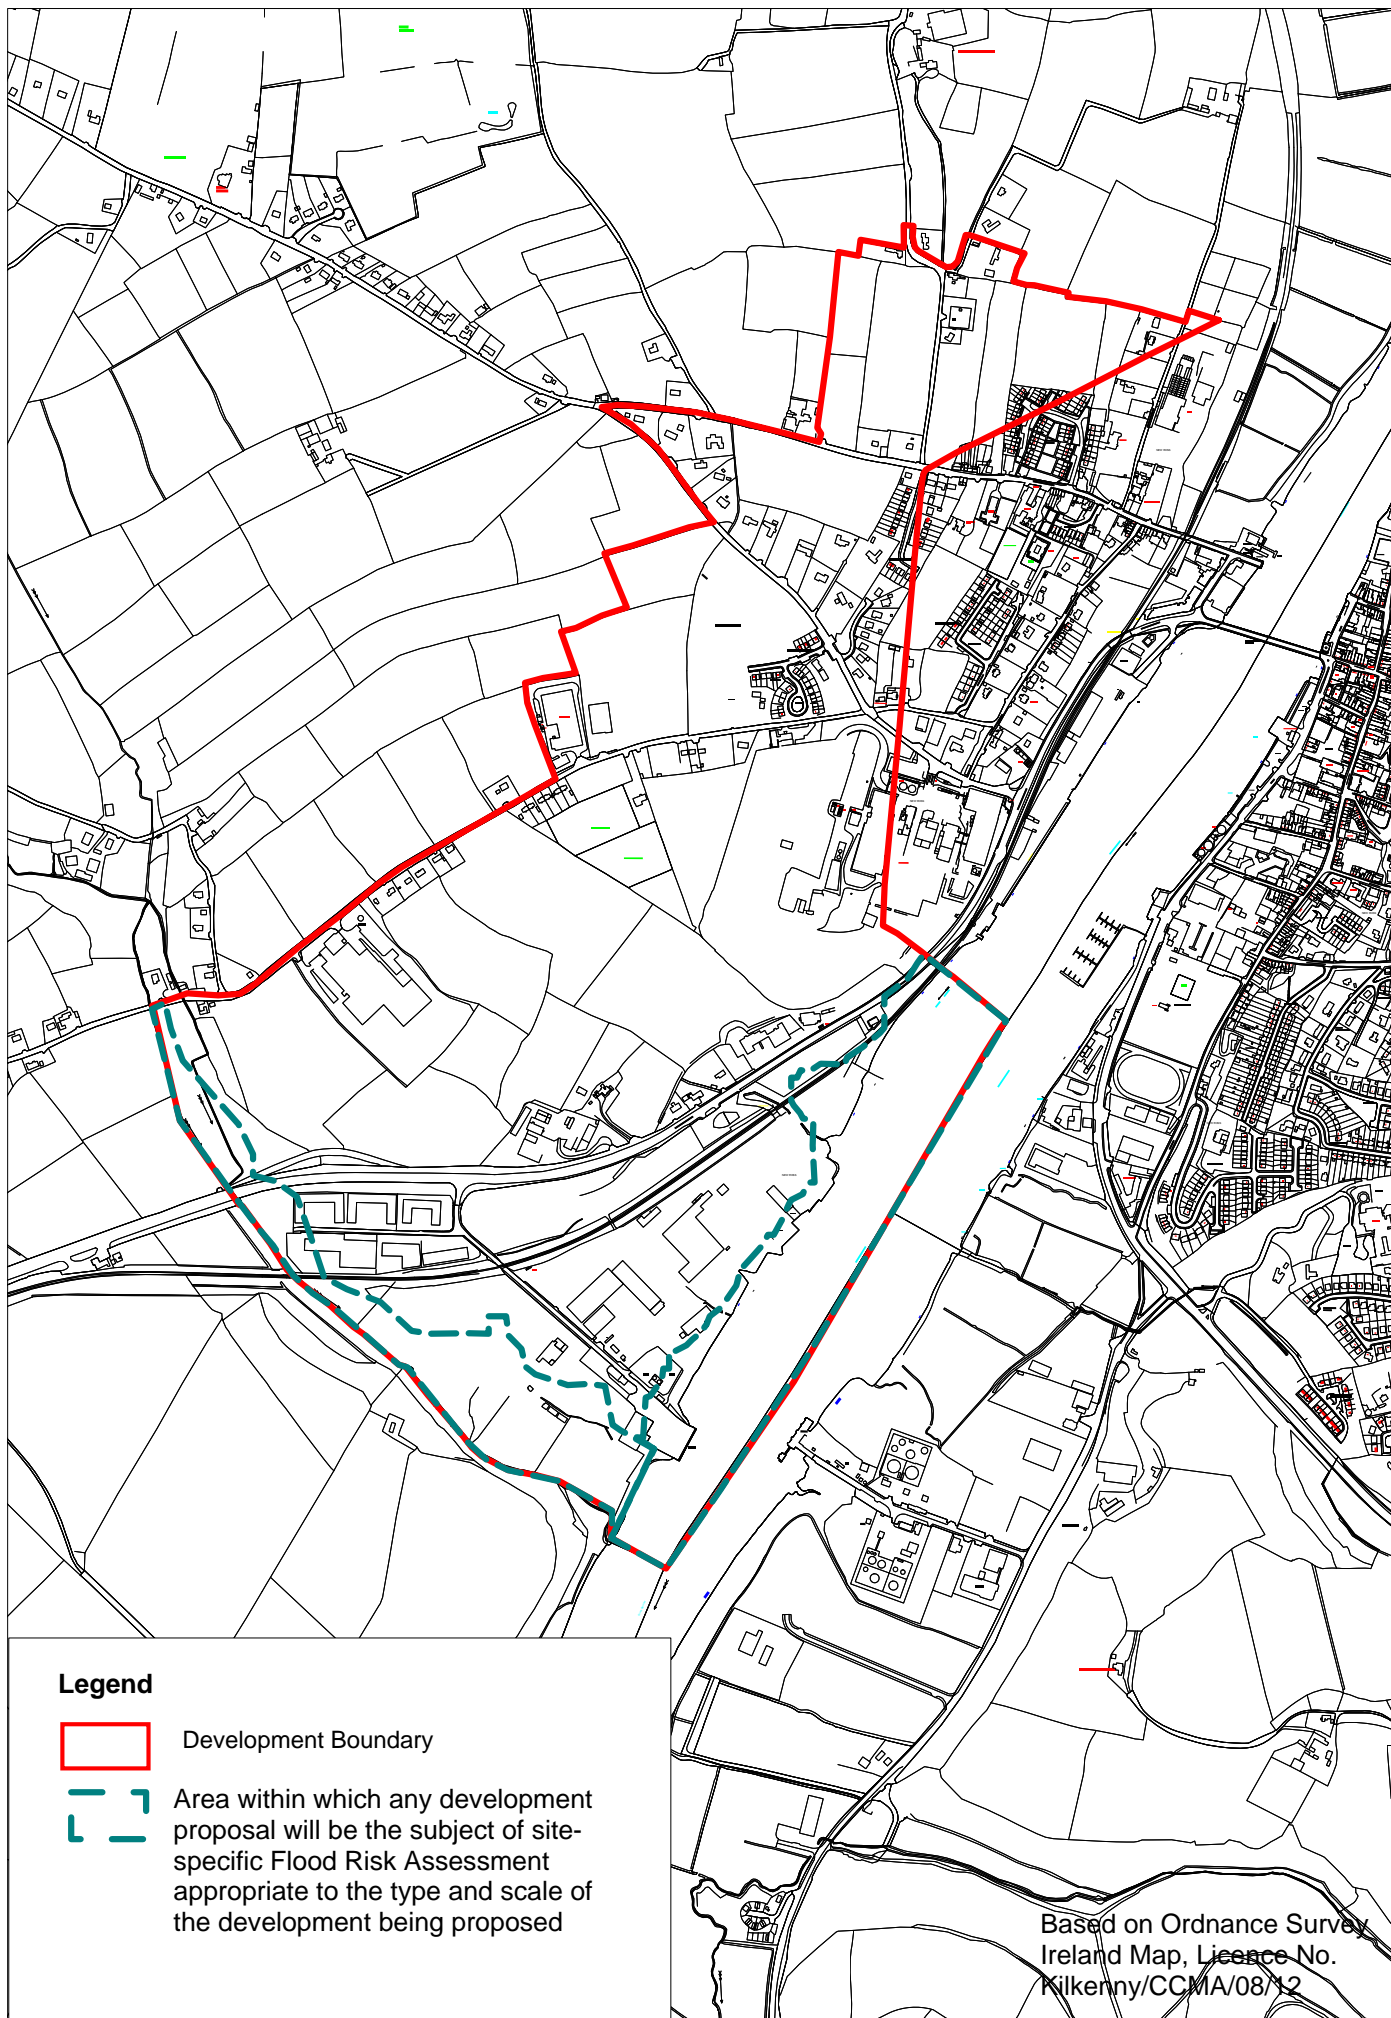 Legend
Development Boundary
Area within which any development
proposal will be the subject of site-
specific Flood Risk Assessment
appropriate to the type and scale of
the development being proposed
Based on Ordnance Survey
Ireland Map, Licence No.
Kilkenny/CCMA/08/12